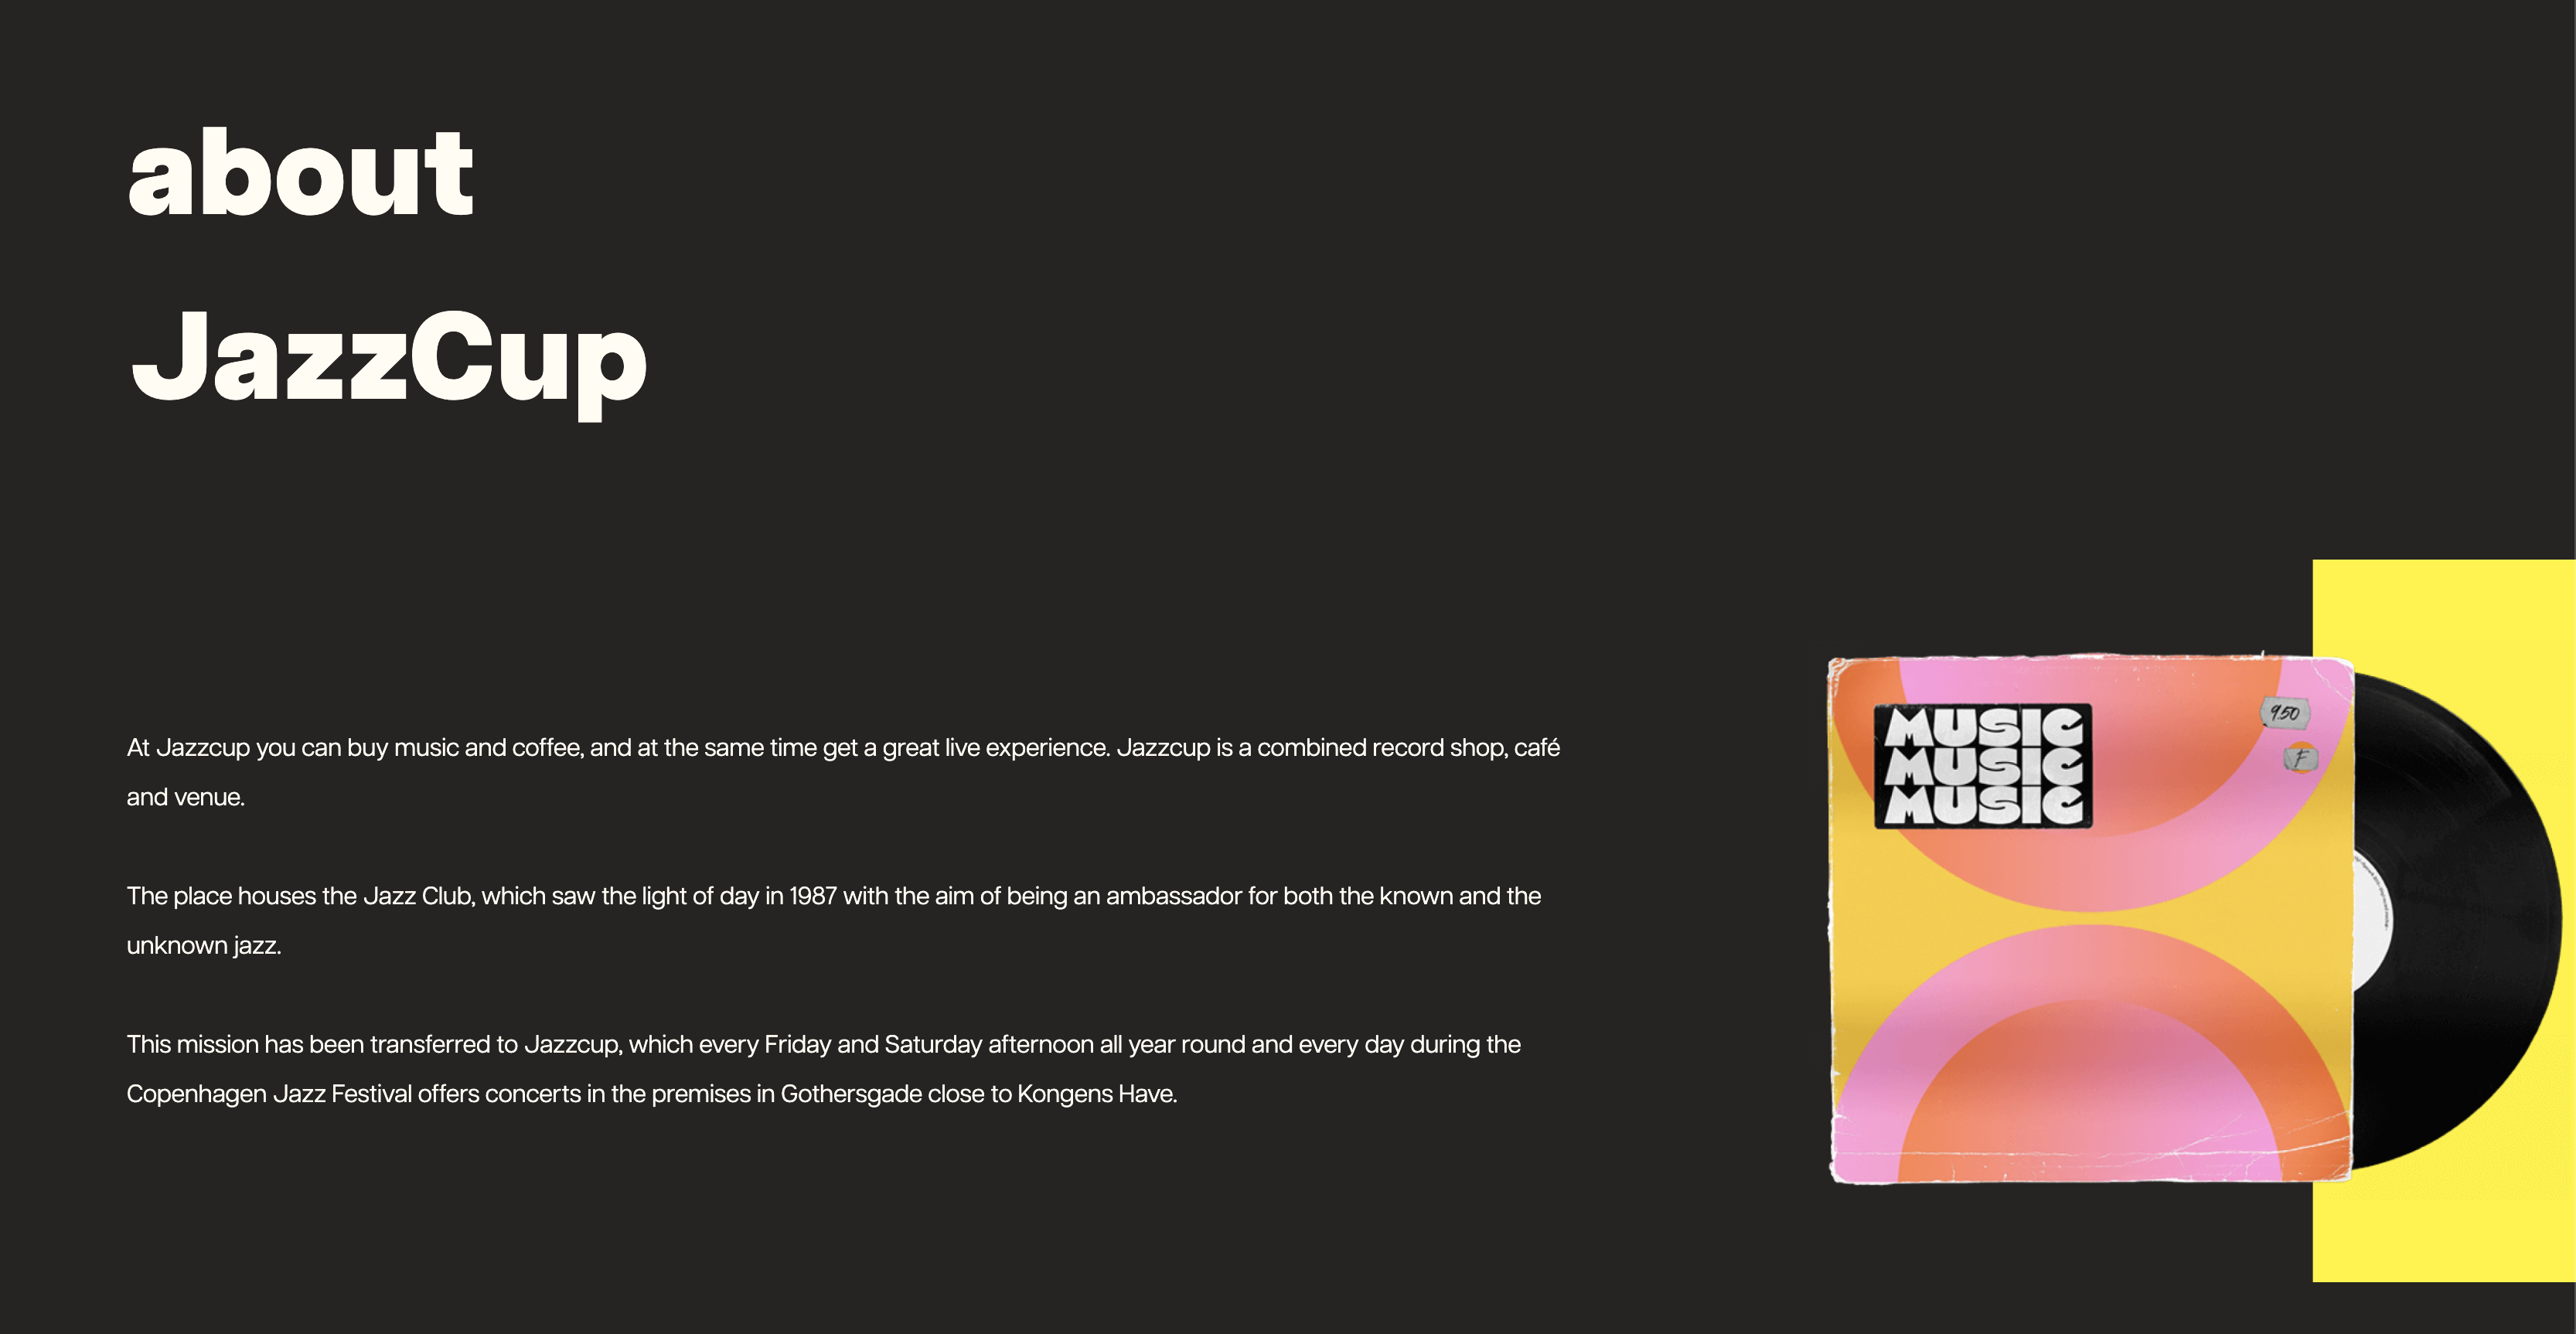 about
JazzCup
At Jazzcup you can buy music and coffee, and at the same time get a great live experience. Jazzcup is a combined record shop, café
and venue.
The place houses the Jazz Club, which saw the light of day in 1987 with the aim of being an ambassador for both the known and the
unknown jazz.
This mission has been transferred to Jazzcup, which every Friday and Saturday afternoon all year round and every day during the
Copenhagen Jazz Festival offers concerts in the premises in Gothersgade close to Kongens Have.
MUSIC
MUSIC
MUSIC
9.50
F